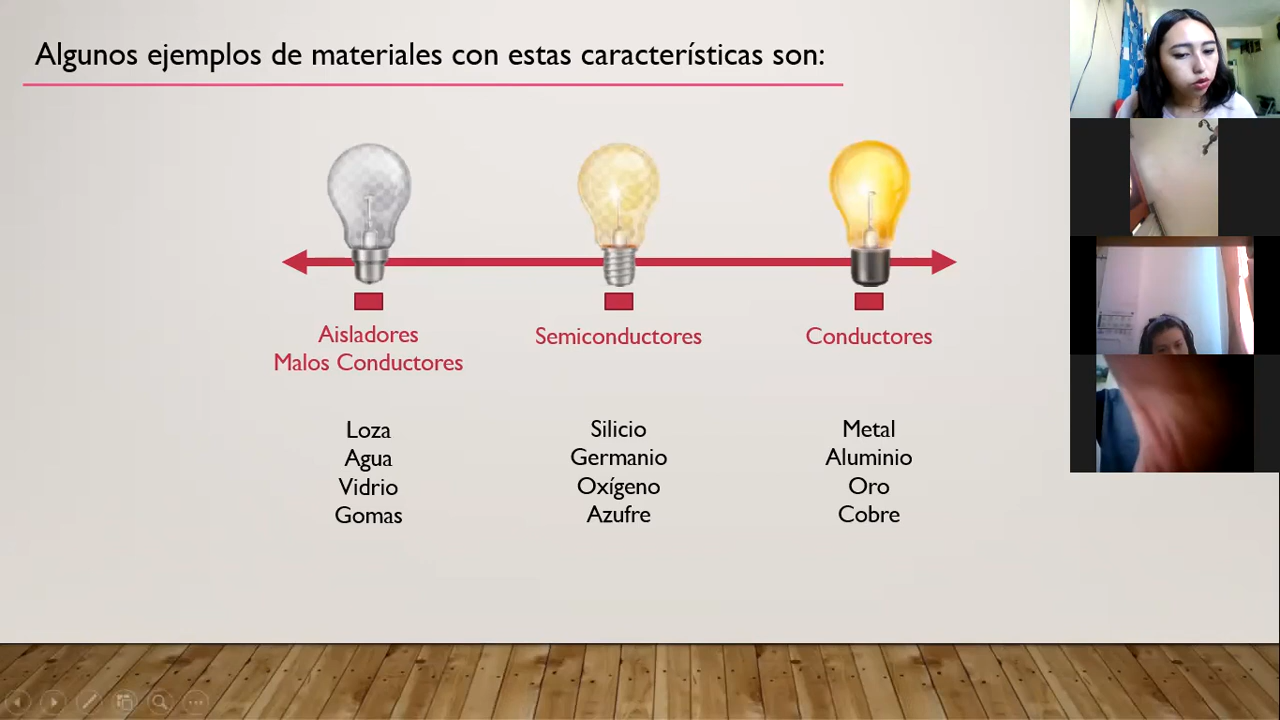 Algunos ejemplos de materiales con estas características son:
Aisladores
Malos Conductores
Loza
Agua
Vidrio
Gomas
Semiconductores
Silicio
Germanio
Oxígeno
Azufre
Conductores
Metal
Aluminio
Oro
Cobre